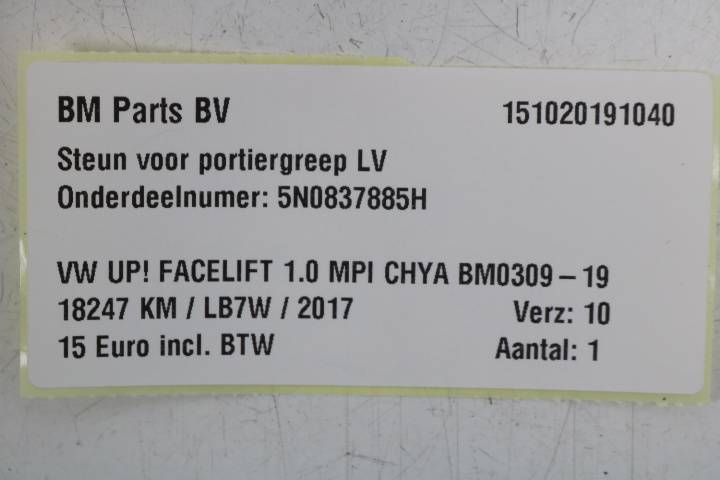 BM Parts BV 151020191040
Steun voor portiergreep LV
Onderdeelnumer: 5N0837885H
VW UP! FACELIFT 1.0 MPI CHYA BM0309 – 19
18247 KM / LB7W / 2017 Verz: 10
15 Euro incl. BTW Aantal: 1